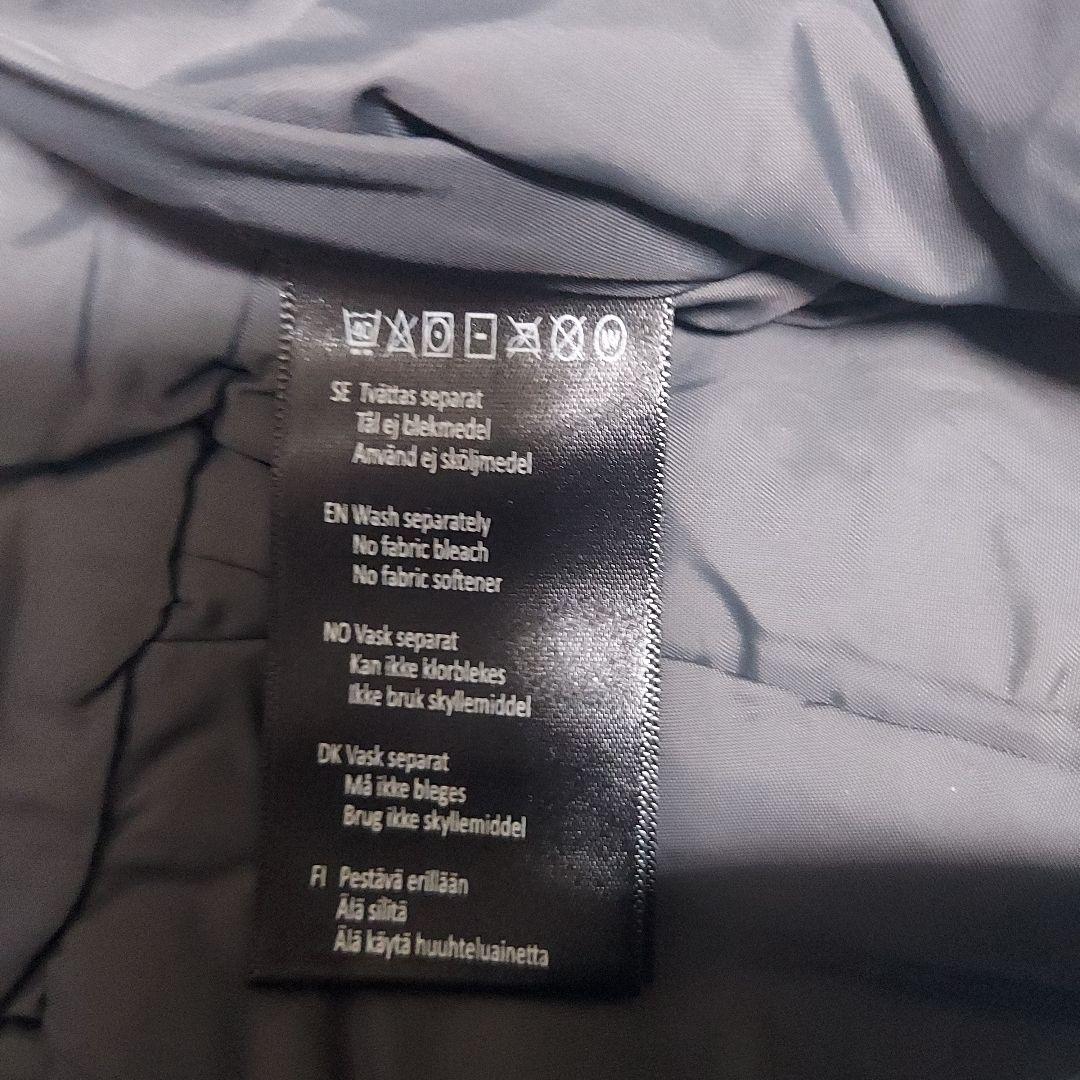 SE Tvättas separat
Tål ej blekmedel
Använd ej sköljmedel
EN Wash separately
No fabric bleach
No fabric softener
NO Vask separat
Kan ikke klorblekes
Ikke bruk skyllemiddel
DK Vask separat
Må ikke bleges
Brug ikke skyllemiddel
FI Pestävä erillään
Älä silitä
Älä käytä huuhteluainetta